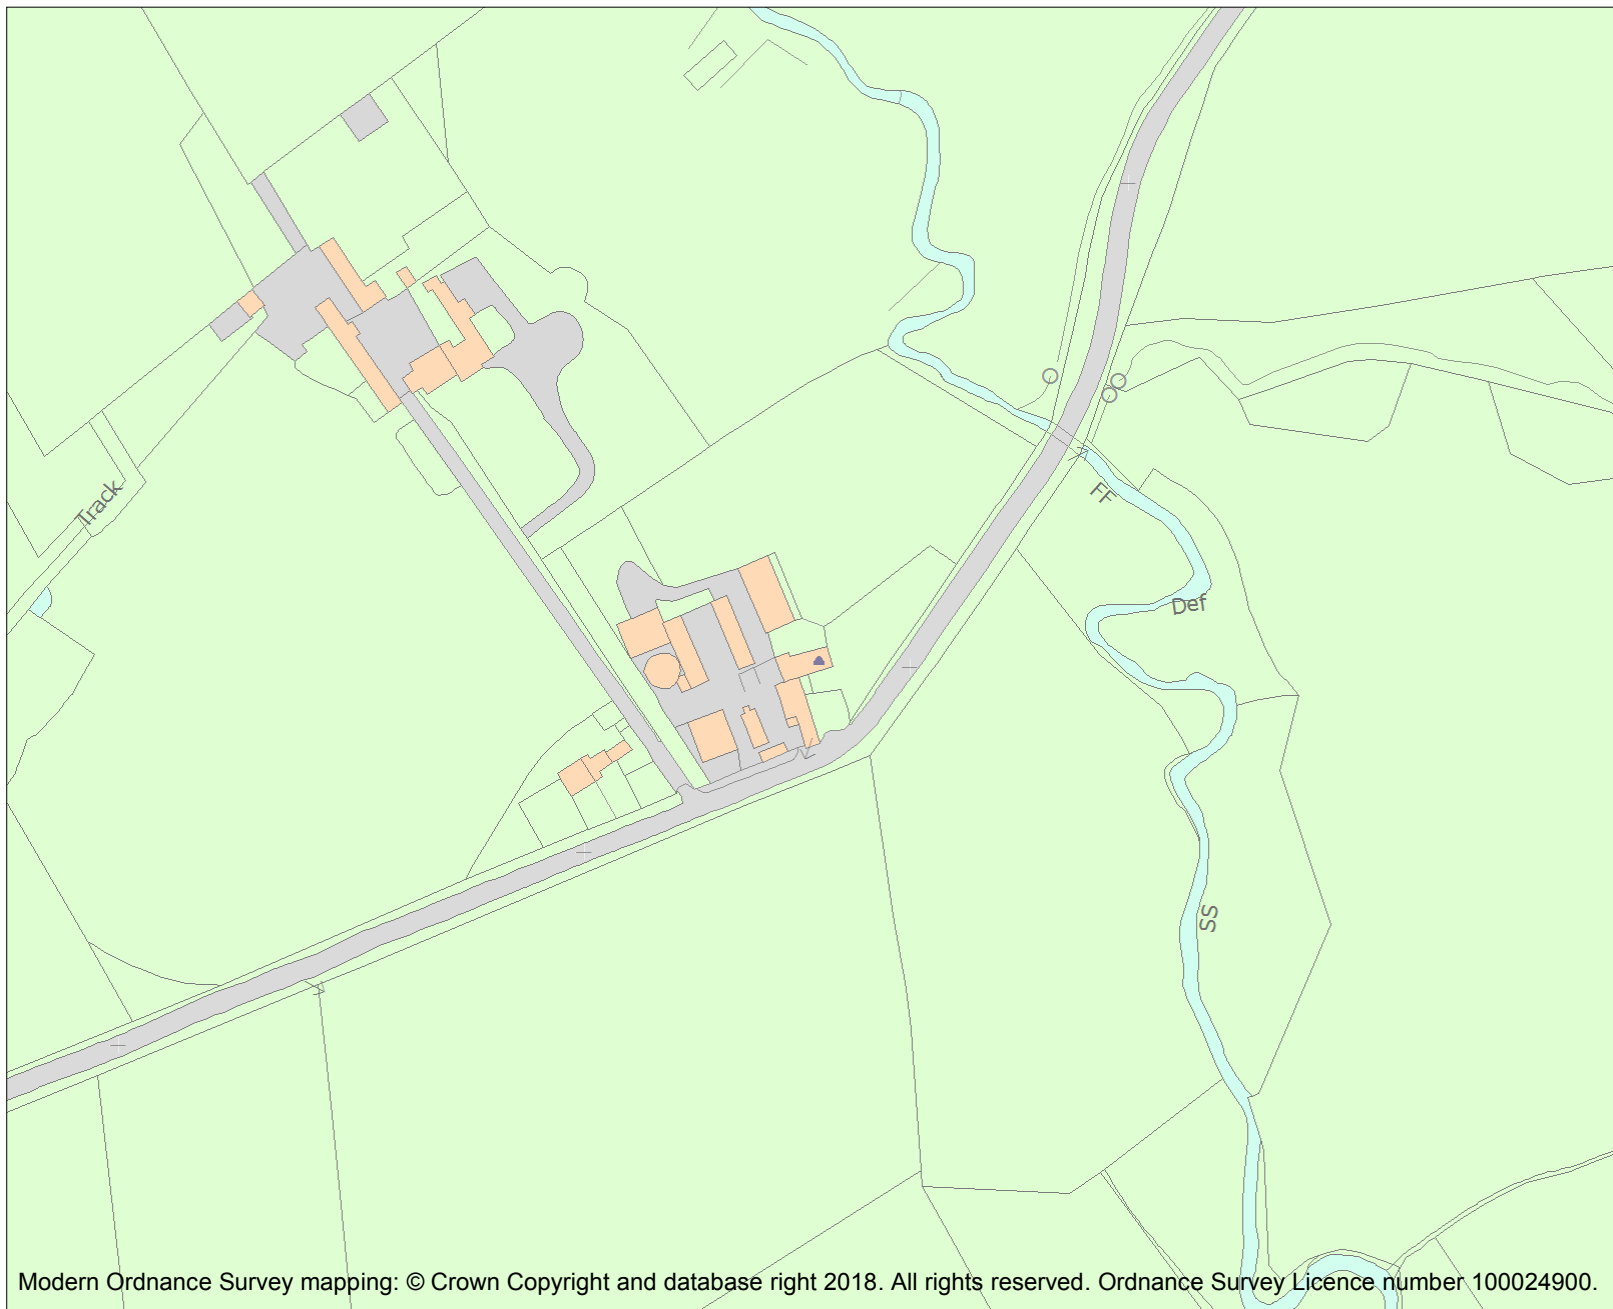 Track
FF
Def
SS
Modern Ordnance Survey mapping: © Crown Copyright and database right 2018. All rights reserved. Ordnance Survey Licence number 100024900.